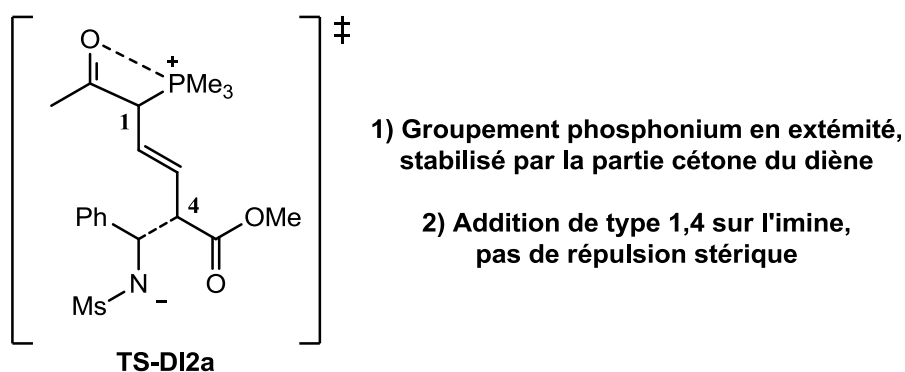 ‡
O
+
PMe3
1
4
Ph
OMe
O
N
Ms
−
TS-DI2a
1) Groupement phosphonium en extémité,
stabilisé par la partie cétone du diène
2) Addition de type 1,4 sur l'imine,
pas de répulsion stérique